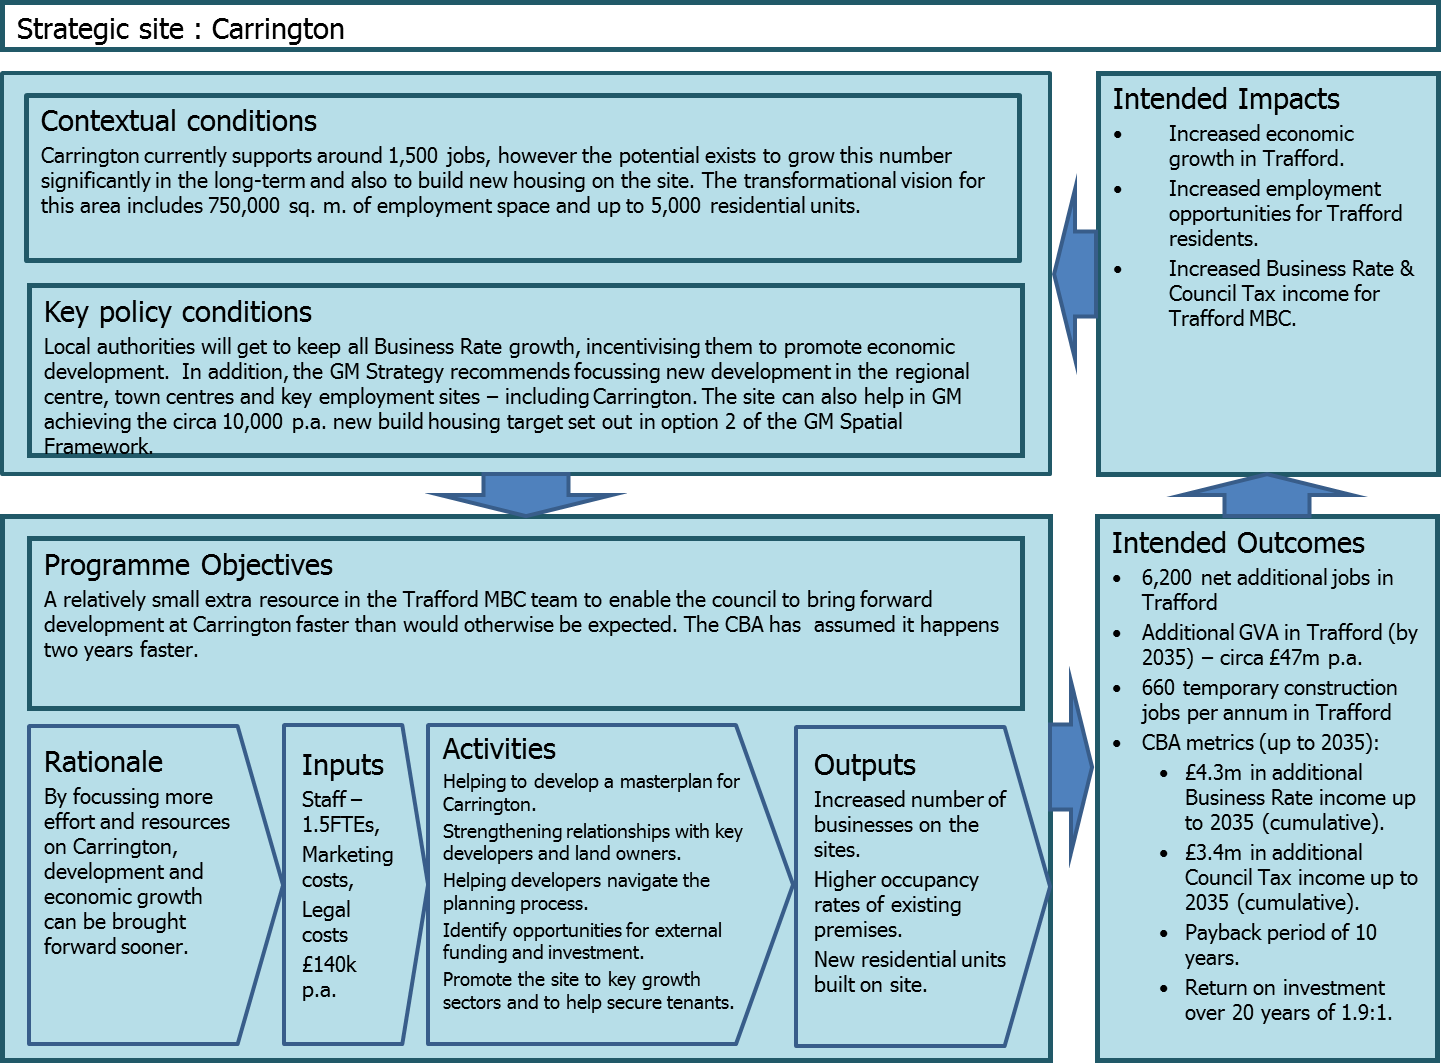 Strategic site : Carrington
Contextual conditions
Carrington currently supports around 1,500 jobs, however the potential exists to grow this number
significantly in the long-term and also to build new housing on the site. The transformational vision for
this area includes 750,000 sq. m. of employment space and up to 5,000 residential units.
Key policy conditions
Local authorities will get to keep all Business Rate growth, incentivising them to promote economic
development. In addition, the GM Strategy recommends focussing new development in the regional
centre, town centres and key employment sites – including Carrington. The site can also help in GM
achieving the circa 10,000 p.a. new build housing target set out in option 2 of the GM Spatial
Framework.
Intended Impacts
• Increased economic
growth in Trafford.
• Increased employment
opportunities for Trafford
residents.
• Increased Business Rate &
Council Tax income for
Trafford MBC.
Programme Objectives
A relatively small extra resource in the Trafford MBC team to enable the council to bring forward
development at Carrington faster than would otherwise be expected. The CBA has assumed it happens
two years faster.
Rationale
By focussing more
effort and resources
on Carrington,
development and
economic growth
can be brought
forward sooner.
Inputs
Staff –
1.5FTEs,
Marketing
costs,
Legal
costs
£140k
p.a.
Activities
Helping to develop a masterplan for
Carrington.
Strengthening relationships with key
developers and land owners.
Helping developers navigate the
planning process.
Identify opportunities for external
funding and investment.
Promote the site to key growth
sectors and to help secure tenants.
Outputs
Increased number of
businesses on the
sites.
Higher occupancy
rates of existing
premises.
New residential units
built on site.
Intended Outcomes
• 6,200 net additional jobs in
Trafford
• Additional GVA in Trafford (by
2035) – circa £47m p.a.
• 660 temporary construction
jobs per annum in Trafford
• CBA metrics (up to 2035):
• £4.3m in additional
Business Rate income up
to 2035 (cumulative).
• £3.4m in additional
Council Tax income up to
2035 (cumulative).
• Payback period of 10
years.
• Return on investment
over 20 years of 1.9:1.